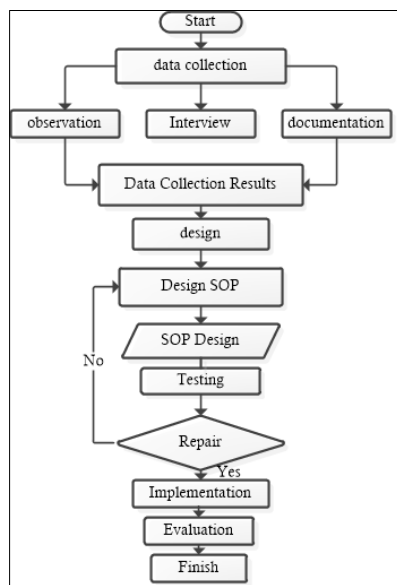 Start
data collection
observation
Interview
documentation
Data Collection Results
design
Design SOP
SOP Design
No
Testing
Repair
Yes
Implementation
Evaluation
Finish